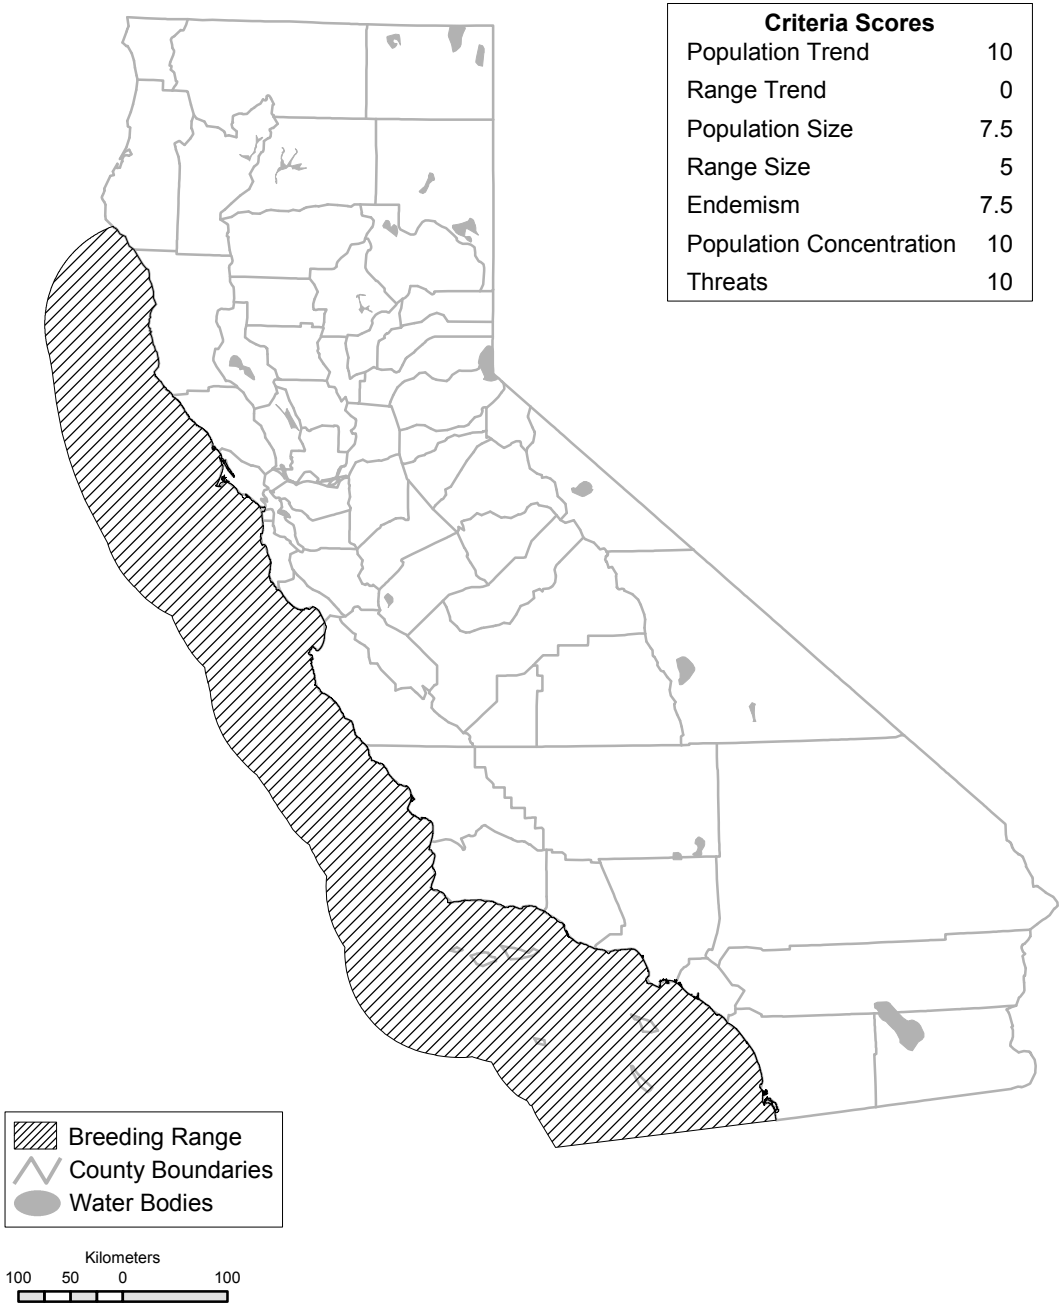 Criteria Scores
Population Trend 10
Range Trend 0
Population Size 7.5
Range Size 5
Endemism 7.5
Population Concentration 10
Threats 10
Breeding Range
County Boundaries
Water Bodies
Kilometers
100 50 0 100